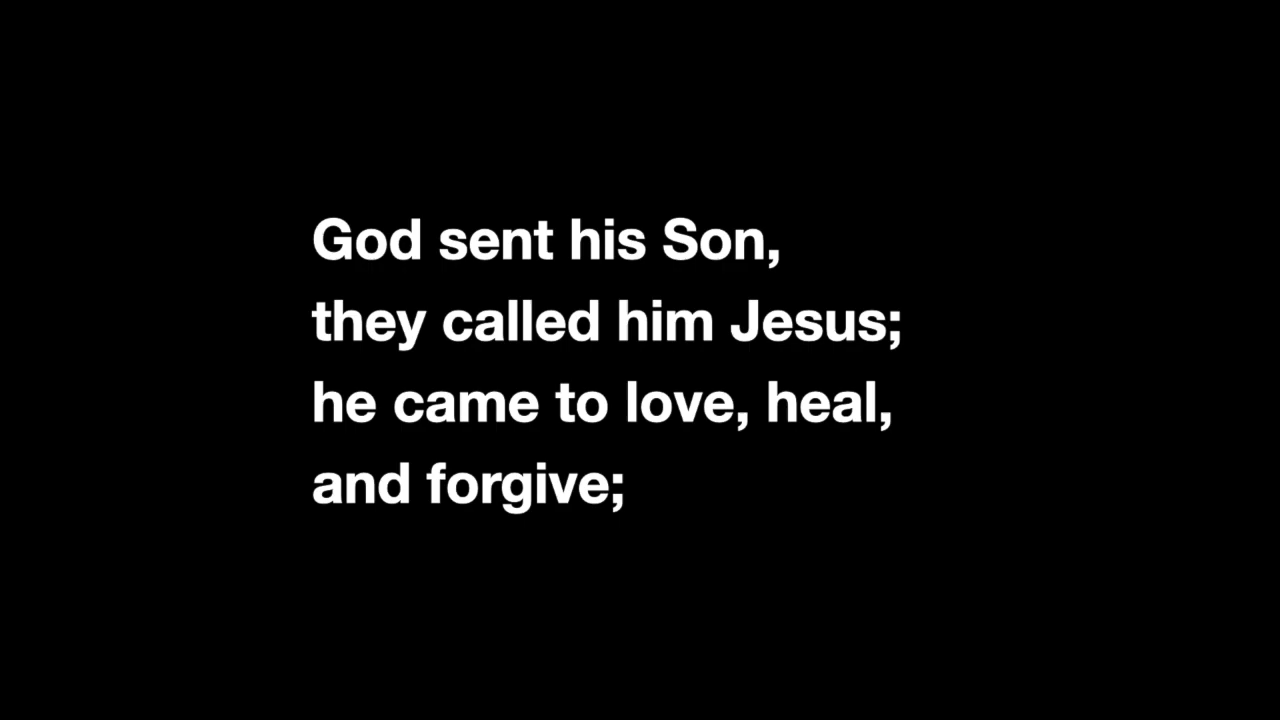 God sent his Son,
they called him Jesus;
he came to love, heal,
and forgive;